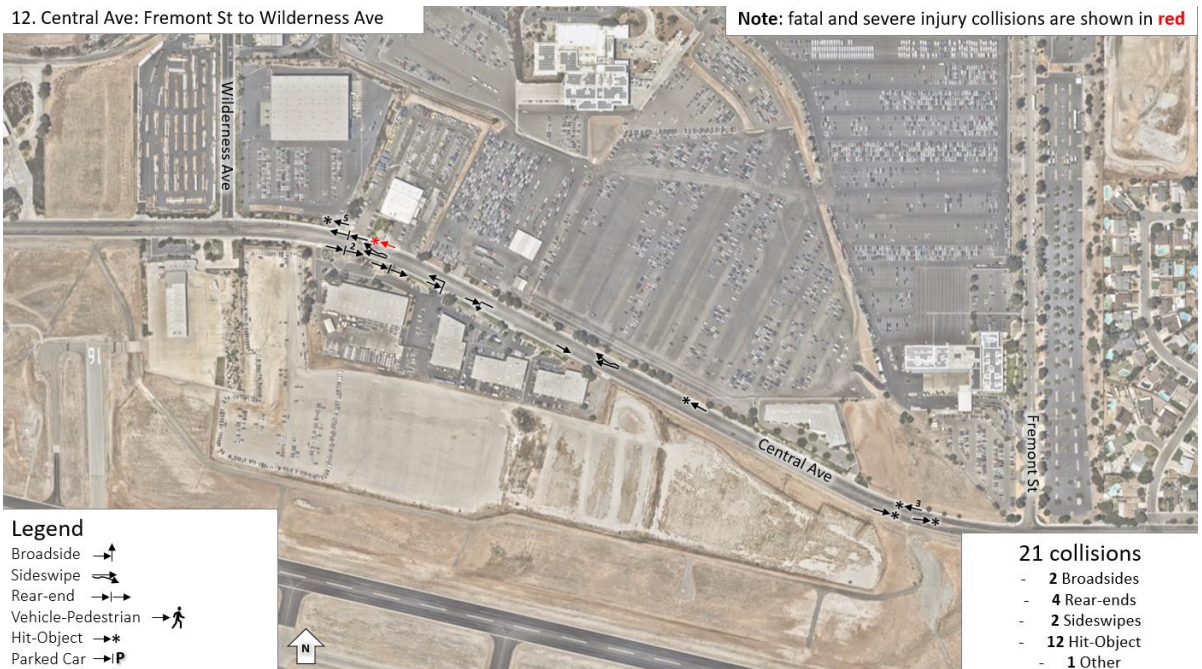 12. Central Ave: Fremont St to Wilderness Ave
Note: fatal and severe injury collisions are shown in red
Wilderness Ave
5
2
Central Ave
Fremont St
3
16
Legend
Broadside
Sideswipe
Rear-end
Vehicle-Pedestrian
Hit-Object
Parked Car P
N
21 collisions
- 2 Broadsides
- 4 Rear-ends
- 2 Sideswipes
- 12 Hit-Object
- 1 Other